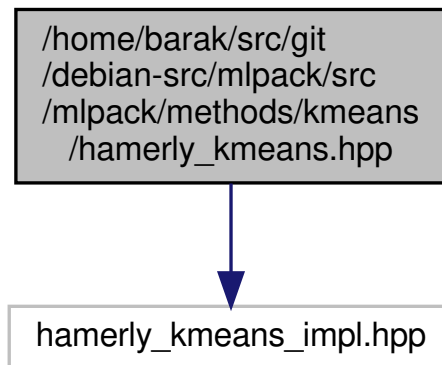 /home/barak/src/git
/debian-src/mlpack/src
/mlpack/methods/kmeans
/hamerly_kmeans.hpp
hamerly_kmeans_impl.hpp